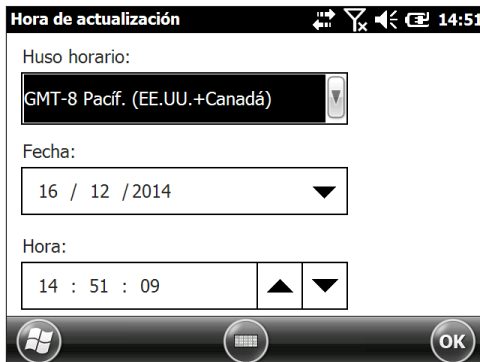 Hora de actualización 14:51
Huso horario:
GMT-8 Pacíf. (EE.UU.+Canadá)
Fecha:
16 / 12 /2014
Hora:
14 : 51 : 09
OK